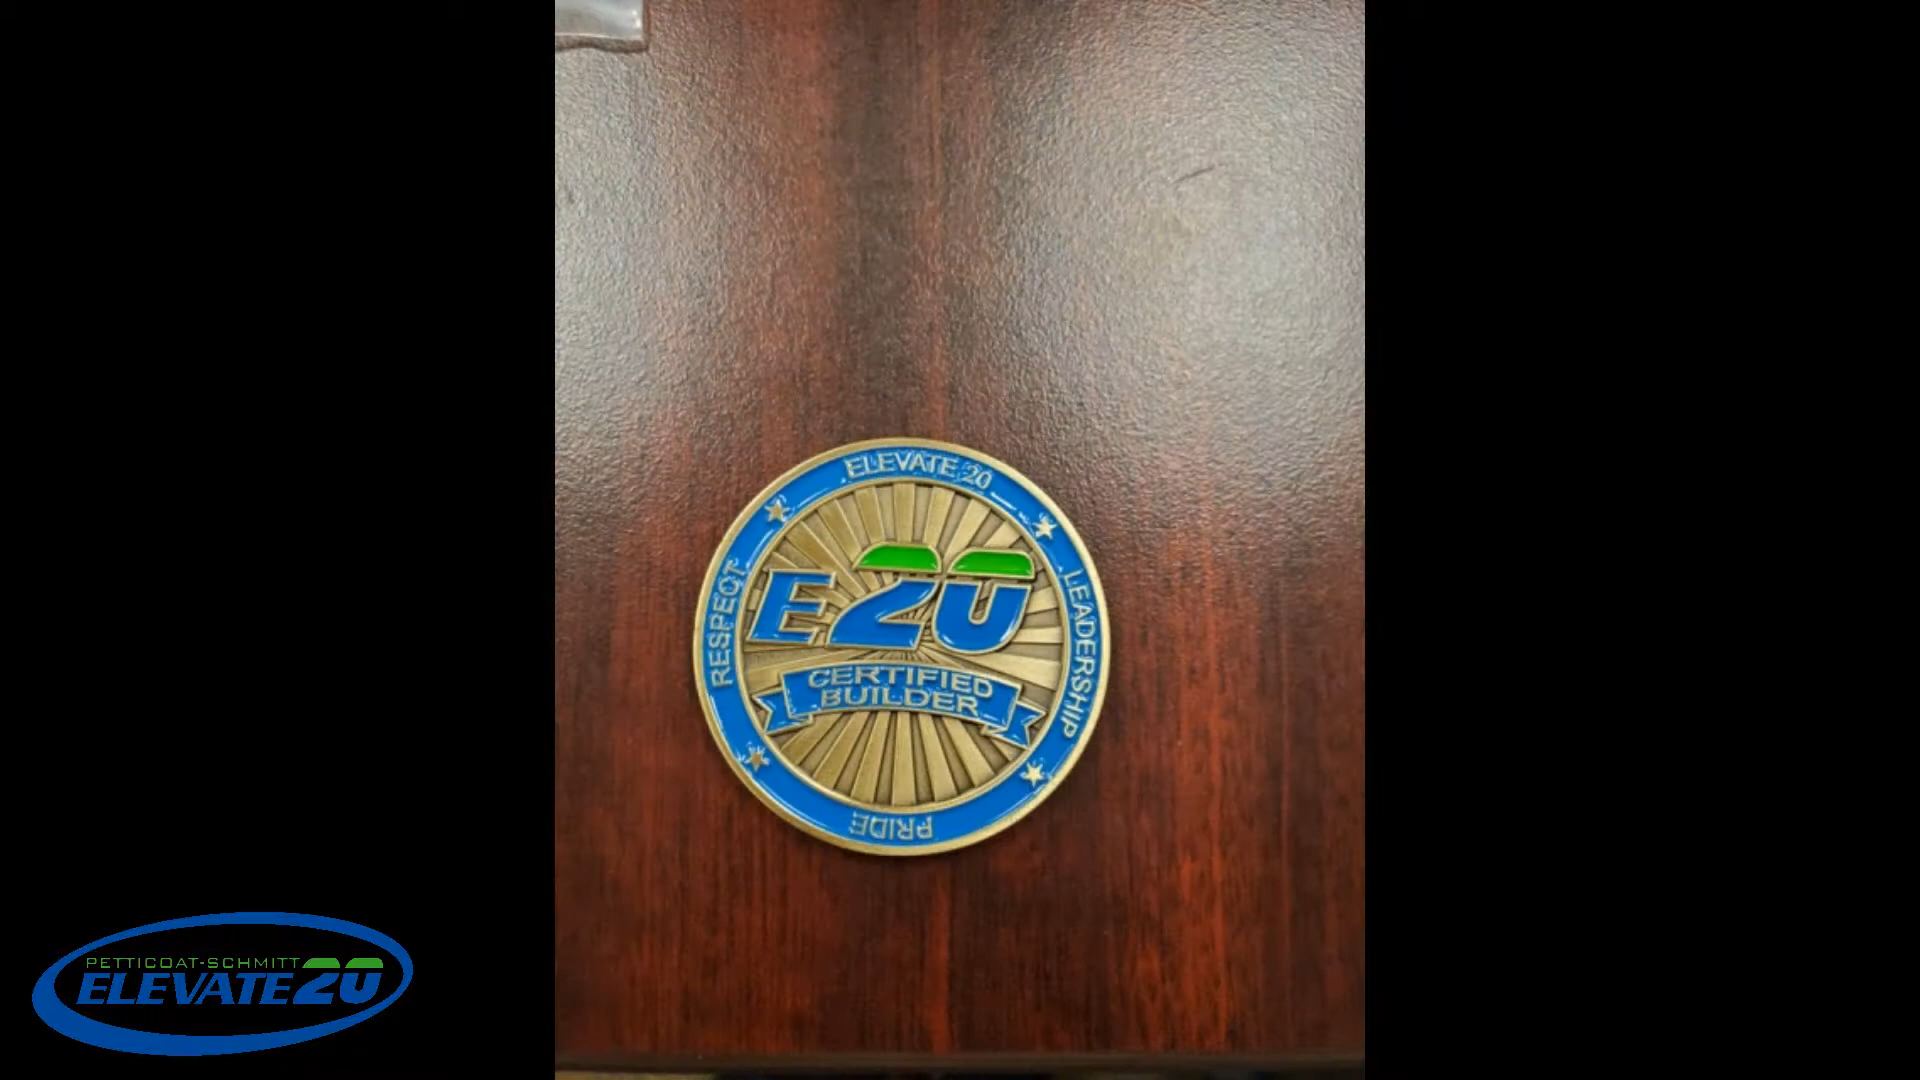 ELEVATE 20
RESPECT
LEADERSHIP
E20
CERTIFIED
BUILDER
PRIDE
PETTICOAT-SCHMITT
ELEVATE20